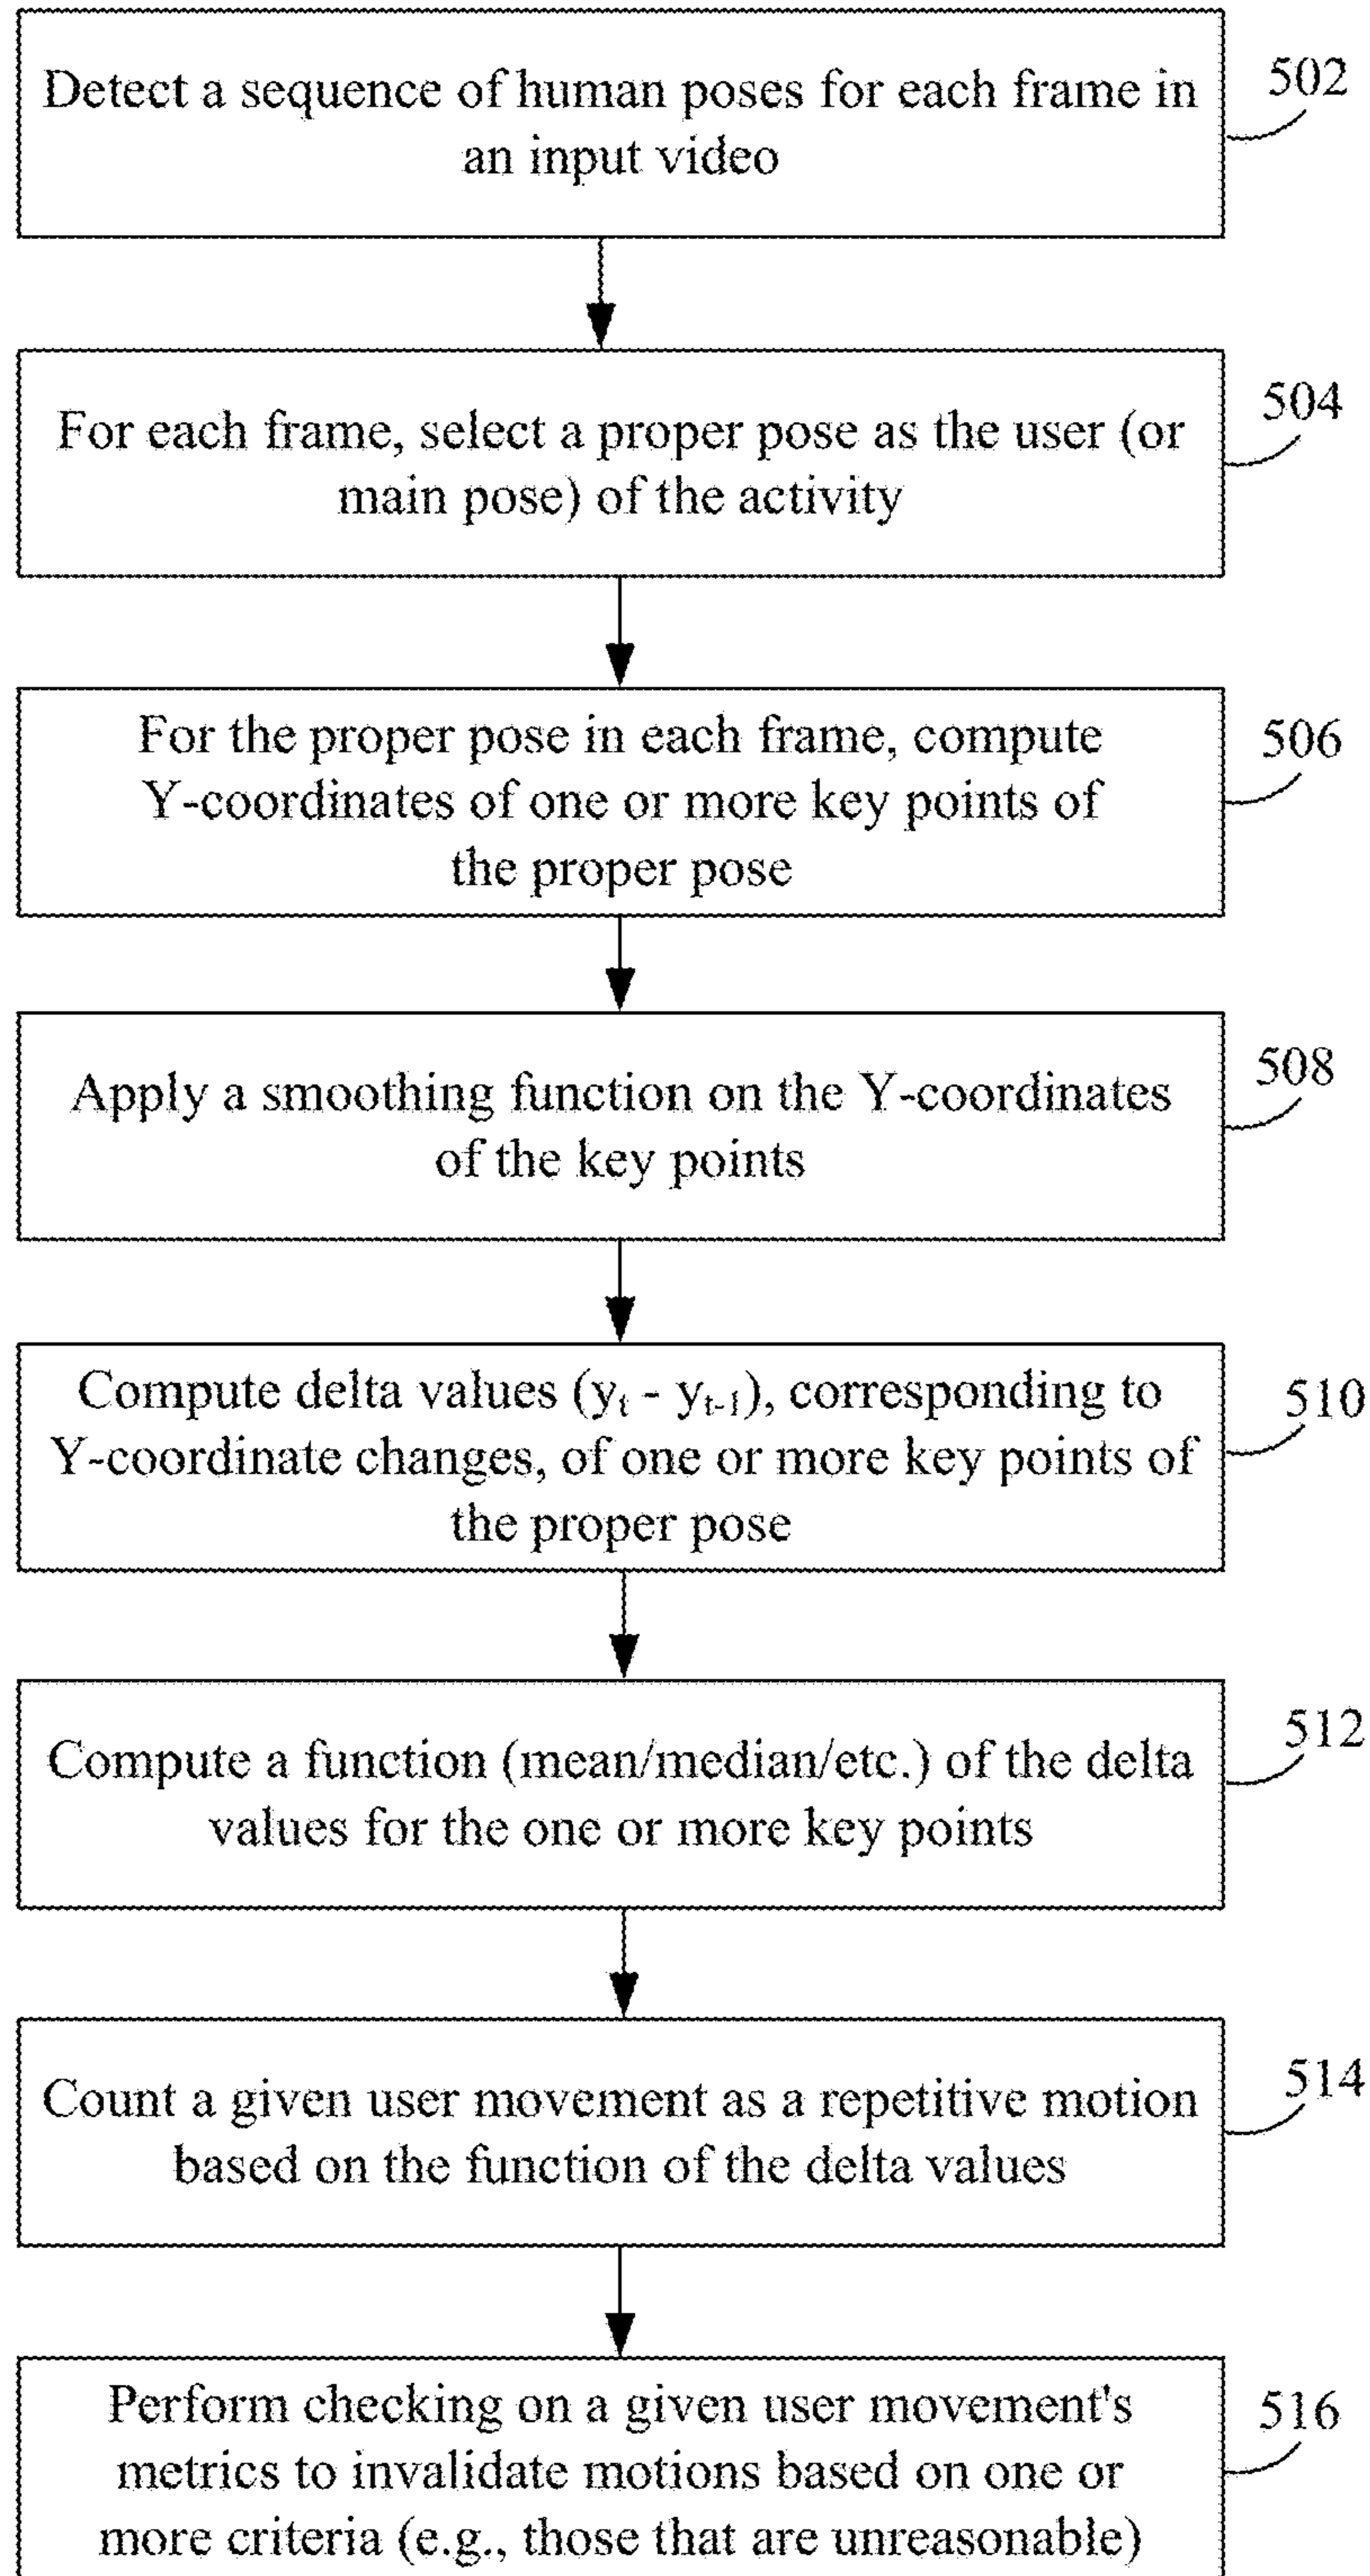 Detect a sequence of human poses for each frame in
an input video
502
For each frame, select a proper pose as the user (or
main pose) of the activity
504
For the proper pose in each frame, compute
Y-coordinates of one or more key points of
the proper pose
506
Apply a smoothing function on the Y-coordinates
of the key points
508
Compute delta values (yt - yt-1), corresponding to
Y-coordinate changes, of one or more key points of
the proper pose
510
Compute a function (mean/median/etc.) of the delta
values for the one or more key points
512
Count a given user movement as a repetitive motion
based on the function of the delta values
514
Perform checking on a given user movement's
metrics to invalidate motions based on one or
more criteria (e.g., those that are unreasonable)
516